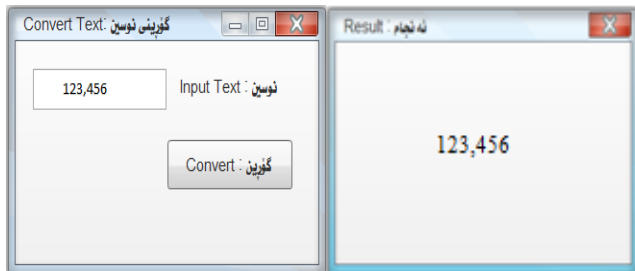 Convert Text: گۆڕینی نوسین
123,456
Input Text : نوسین
Convert : گۆڕین
Result : ئه نجام
123,456